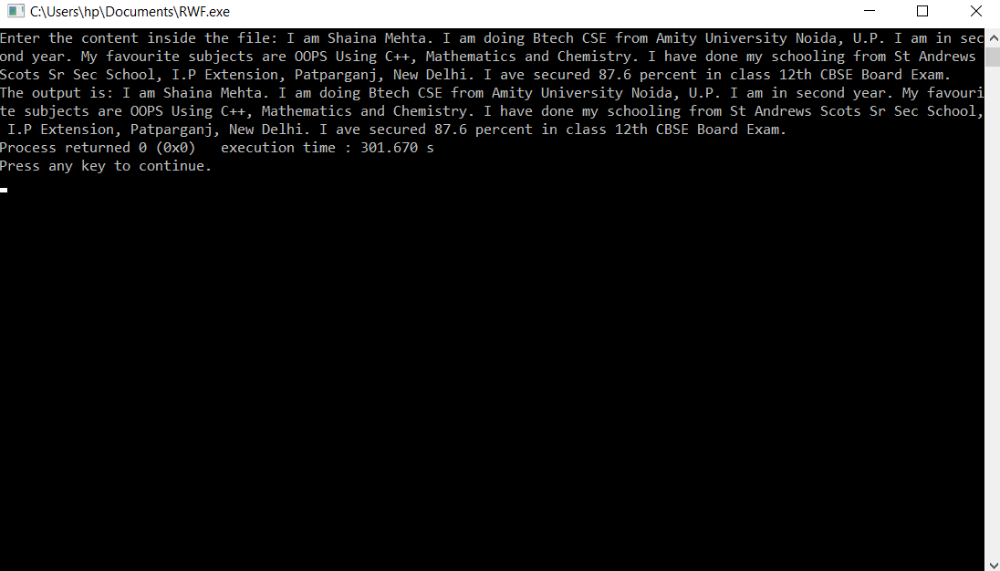 C:\Users\hp\Documents\RWF.exe
Enter the content inside the file: I am Shaina Mehta. I am doing Btech CSE from Amity University Noida, U.P. I am in sec
ond year. My favourite subjects are OOPS Using C++, Mathematics and Chemistry. I have done my schooling from St Andrews
Scots Sr Sec School, I.P Extension, Patparganj, New Delhi. I ave secured 87.6 percent in class 12th CBSE Board Exam.
The output is: I am Shaina Mehta. I am doing Btech CSE from Amity University Noida, U.P. I am in second year. My favouri
te subjects are OOPS Using C++, Mathematics and Chemistry. I have done my schooling from St Andrews Scots Sr Sec School,
 I.P Extension, Patparganj, New Delhi. I ave secured 87.6 percent in class 12th CBSE Board Exam.
Process returned 0 (0x0)   execution time : 301.670 s
Press any key to continue.